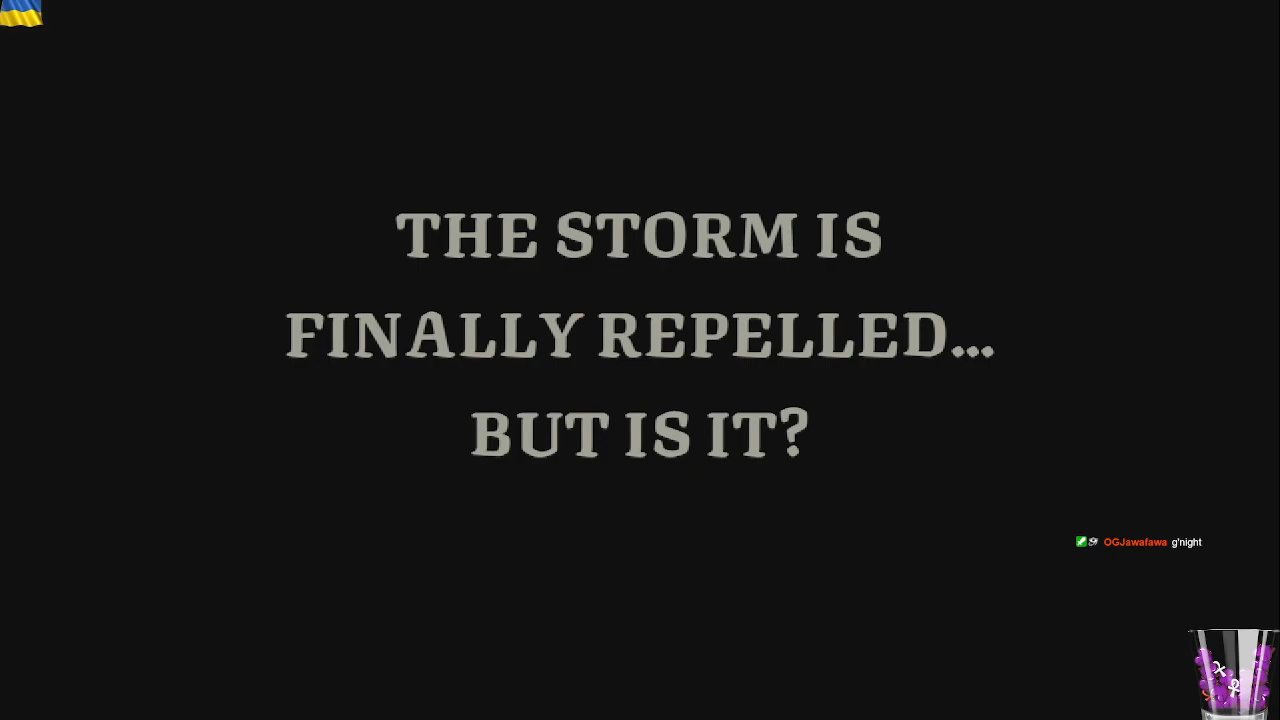 THE STORM IS
FINALLY REPELLED...
BUT IS IT?
OGJawafawa g'night